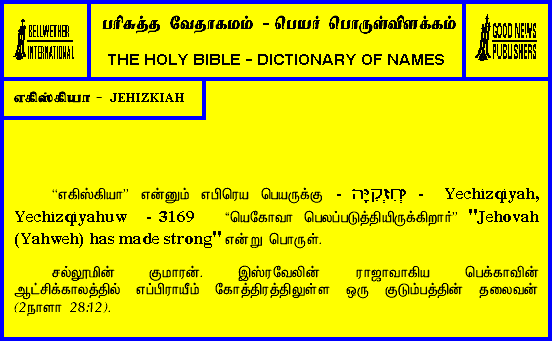 BELLWETHER
INTERNATIONAL
பரிசுத்த வேதாகமம் - பெயர் பொருள்விளக்கம்
THE HOLY BIBLE - DICTIONARY OF NAMES
GOOD NEWS
PUBLISHERS
எகிஸ்கியா - JEHIZKIAH
“எகிஸ்கியா” என்னும் எபிரெய பெயருக்கு - יְחִזְקִיָּה - Yechizqiyah,
Yechizqiyahuw - 3169 “யெகோவா பெலப்படுத்தியிருக்கிறார்” "Jehovah
(Yahweh) has made strong" என்று பொருள்.
சல்லூமின் குமாரன். இஸ்ரவேலின் ராஜாவாகிய பெக்காவின்
ஆட்சிக்காலத்தில் எப்பிராயீம் கோத்திரத்திலுள்ள ஒரு குடும்பத்தின் தலைவன்
(2நாளா 28:12).